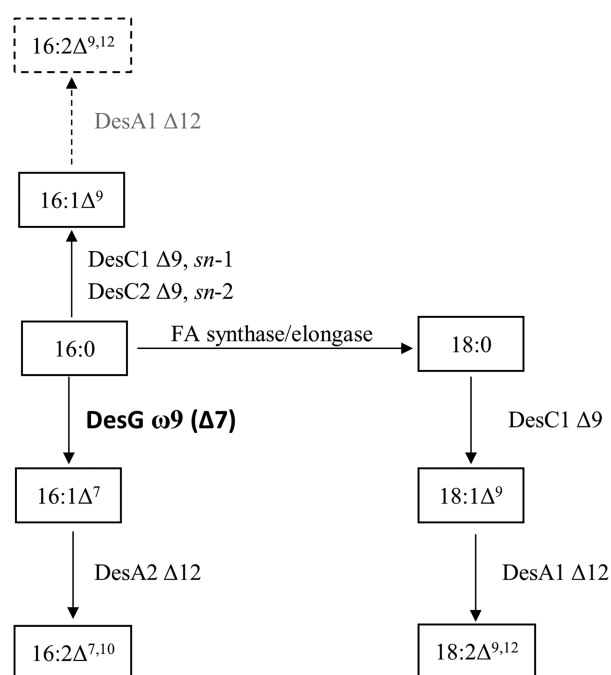 16:2Δ⁹,¹²
DesA1 Δ12
16:1Δ⁹
DesC1 Δ9, sn-1
DesC2 Δ9, sn-2
16:0
FA synthase/elongase
18:0
DesG ω9 (Δ7)
DesC1 Δ9
16:1Δ⁷
18:1Δ⁹
DesA2 Δ12
DesA1 Δ12
16:2Δ⁷,¹⁰
18:2Δ⁹,¹²